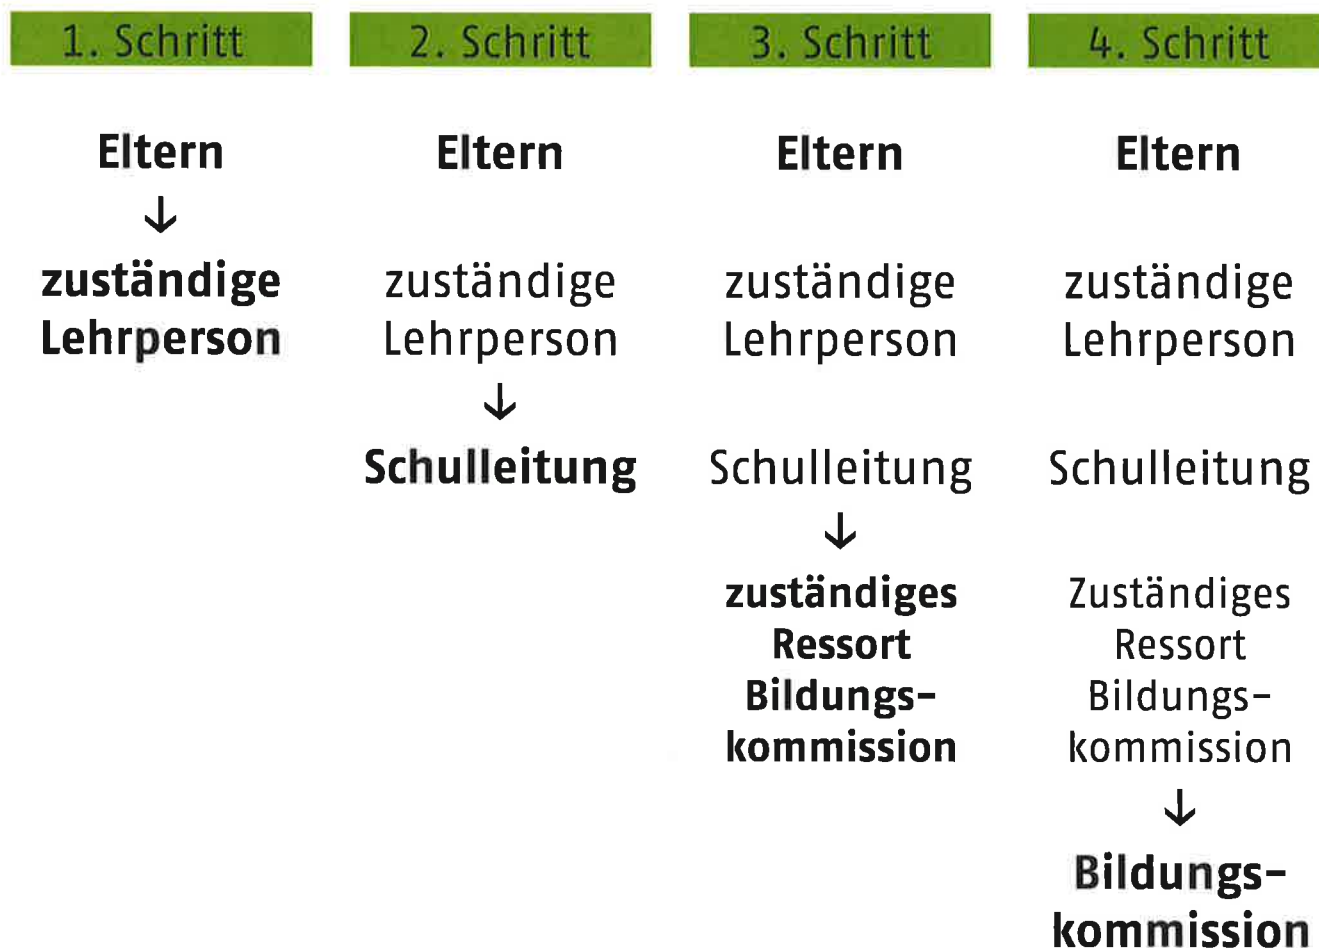 1. Schritt
Eltern
↓
zuständige
Lehrperson
2. Schritt
Eltern
zuständige
Lehrperson
↓
Schulleitung
3. Schritt
Eltern
zuständige
Lehrperson
Schulleitung
↓
zuständiges
Ressort
Bildungs-
kommission
4. Schritt
Eltern
zuständige
Lehrperson
Schulleitung
Zuständiges
Ressort
Bildungs-
kommission
↓
Bildungs-
kommission